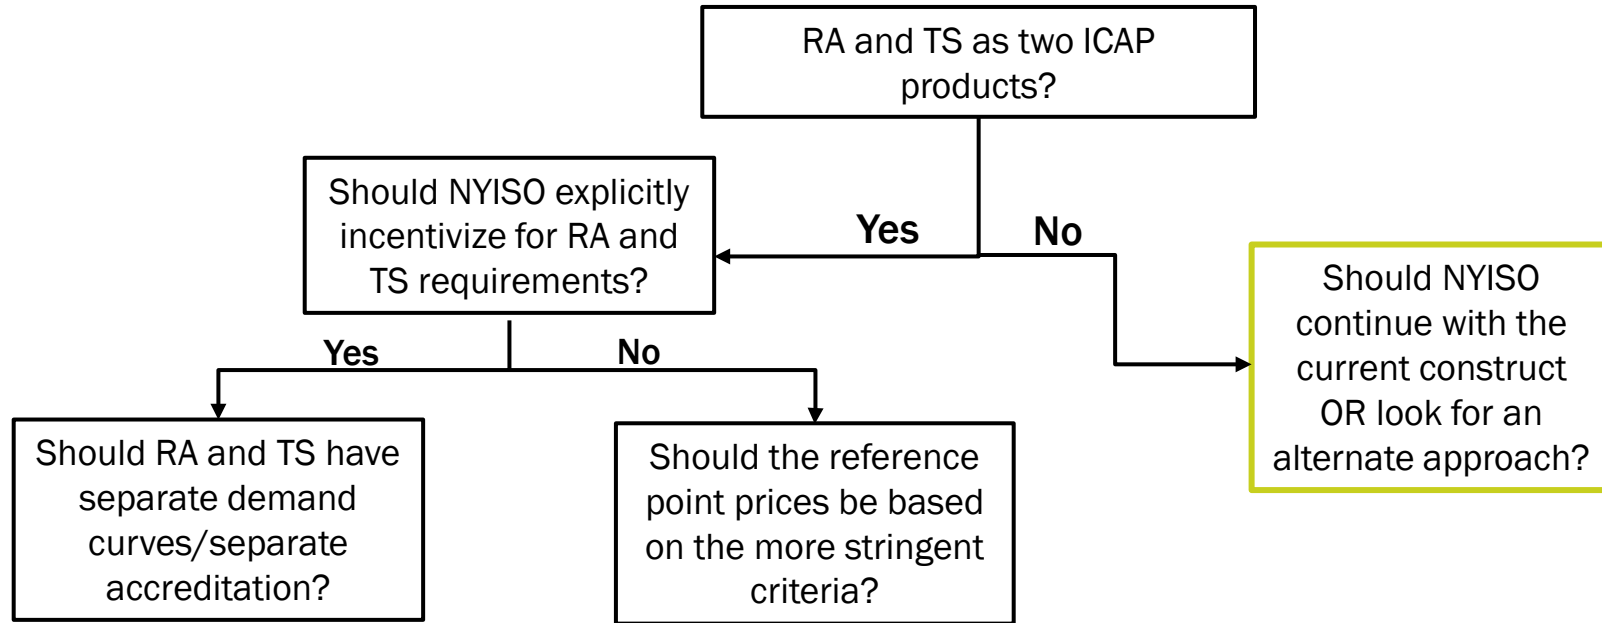 RA and TS as two ICAP
products?
Should NYISO explicitly
incentivize for RA and
TS requirements?
Yes
No
Should NYISO
continue with the
current construct
OR look for an
alternate approach?
Yes
No
Should RA and TS have
separate demand
curves/separate
accreditation?
Should the reference
point prices be based
on the more stringent
criteria?